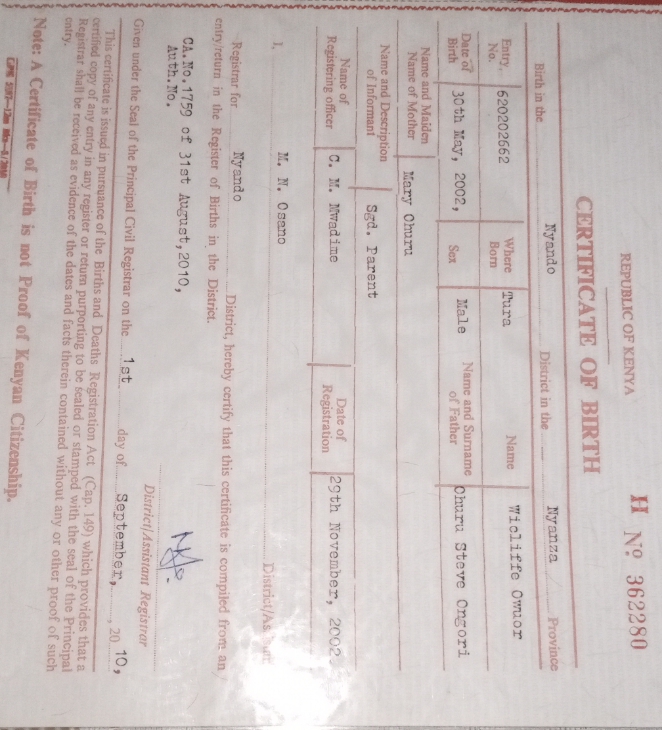 REPUBLIC OF KENYA
H Nº 362280
CERTIFICATE OF BIRTH
Birth in the Nyando District in the Nyanza Province
Entry No. 620202662 Where Born Tura Name Wicliffe Owuor
Date of Birth 30th May, 2002, Sex Male Name and Surname of Father Churu Steve Ongori
Name and Maiden Name of Mother Mary Churu
Name and Description of Informant Sgd. Parent
Name of Registering officer C. M. Mwadime Date of Registration 29th November, 2002
I, M. N. Osano District/Assistant
Registrar for Nyando District, hereby certify that this certificate is compiled from an
entry/return in the Register of Births in the District.
CA.No.1759 of 31st August,2010,
Auth.No.
District/Assistant Registrar
Given under the Seal of the Principal Civil Registrar on the 1st day of September, 20 10,
This certificate is issued in pursuance of the Births and Deaths Registration Act (Cap. 149) which provides that a
certified copy of any entry in any register or return purporting to be sealed or stamped with the seal of the Principal
Registrar shall be received as evidence of the dates and facts therein contained without any or other proof of such
entry.
Note: A Certificate of Birth is not Proof of Kenyan Citizenship.